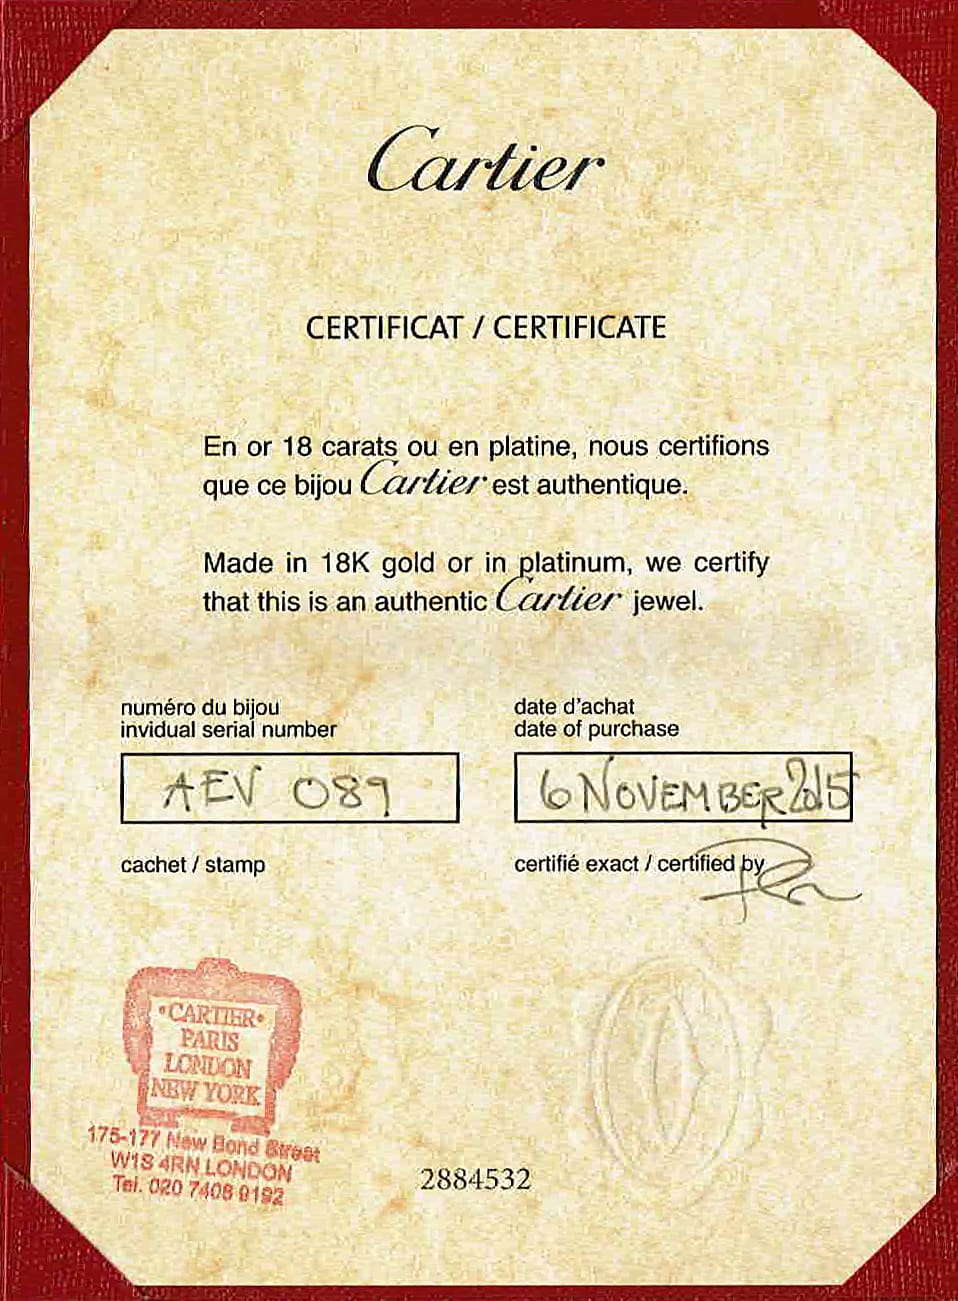 Cartier
CERTIFICAT / CERTIFICATE
En or 18 carats ou en platine, nous certifions
que ce bijou Cartier est authentique.
Made in 18K gold or in platinum, we certify
that this is an authentic Cartier jewel.
numéro du bijou
invidual serial number
AEV 089
date d'achat
date of purchase
6 NOVEMBER 2015
cachet / stamp
certifié exact / certified by
•CARTIER•
PARIS
LONDON
NEW YORK
175-177 New Bond Street
W1S 4RN LONDON
Tel. 020 7408 9192
2884532